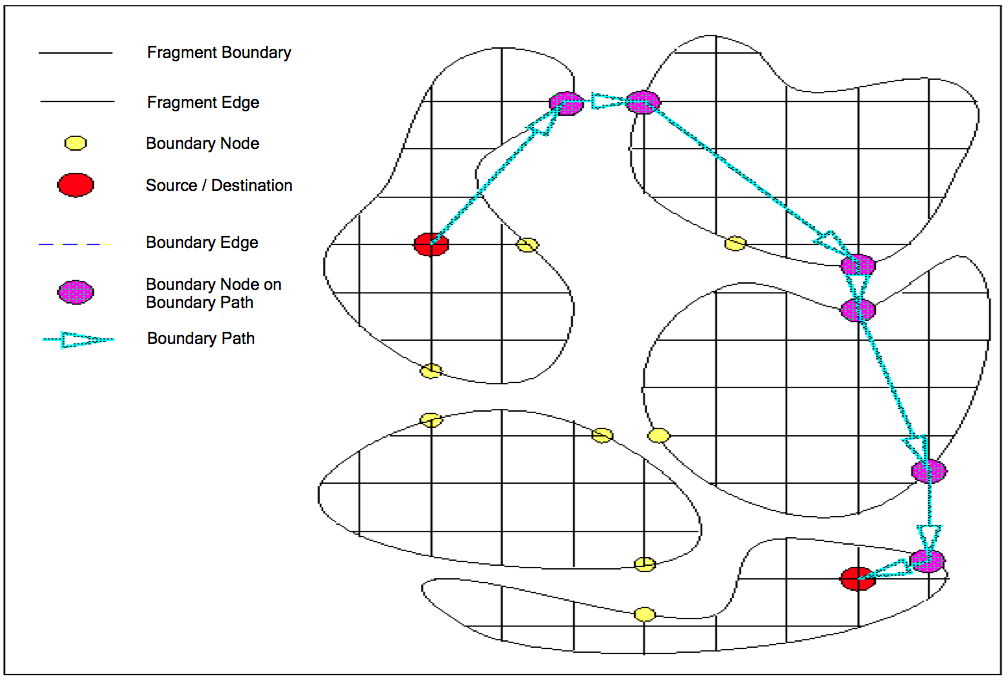 Fragment Boundary
Fragment Edge
Boundary Node
Source / Destination
Boundary Edge
Boundary Node on
Boundary Path
Boundary Path